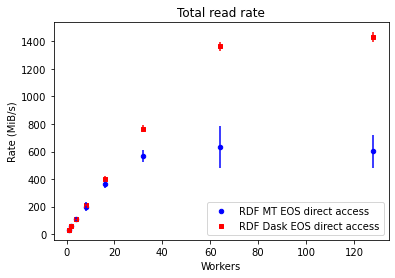 Total read rate
Rate (MiB/s)
1400
1200
1000
800
600
400
200
0
RDF MT EOS direct access
RDF Dask EOS direct access
0 20 40 60 80 100 120
Workers